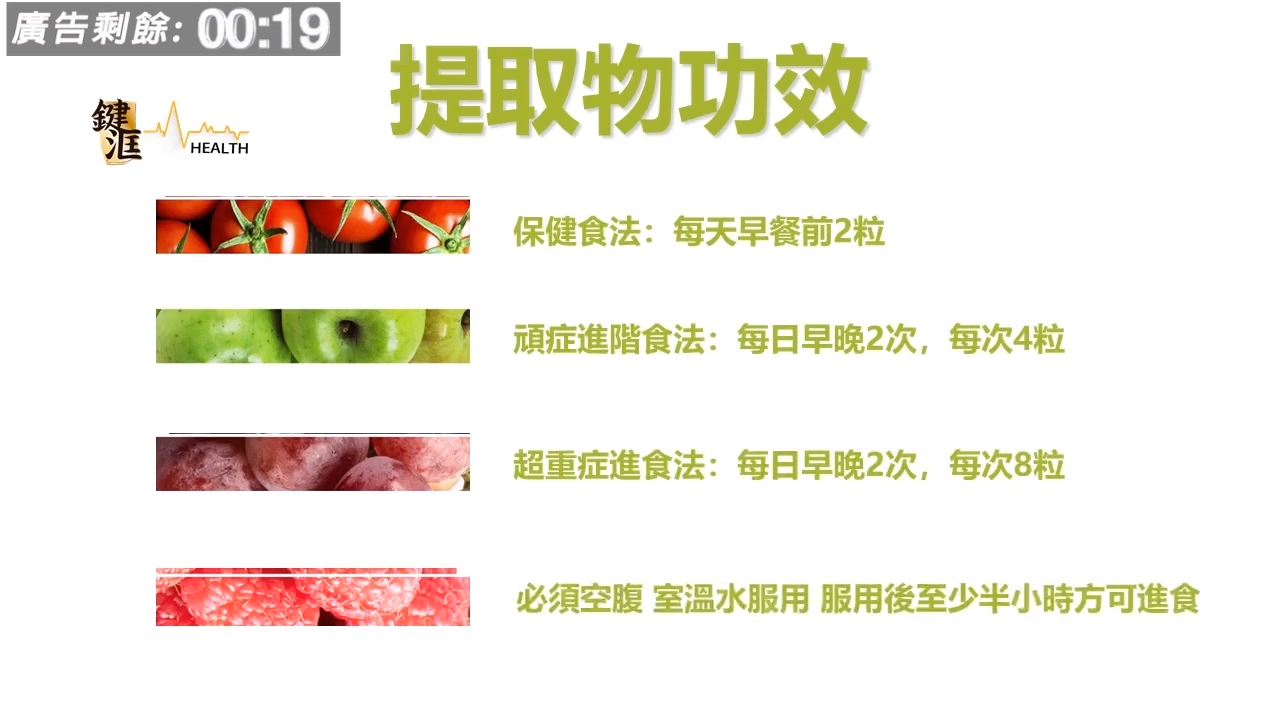 廣告剩餘: 00:19
提取物功效
鍵滙
HEALTH
保健食法：每天早餐前2粒
頑症進階食法：每日早晚2次，每次4粒
超重症進食法：每日早晚2次，每次8粒
必須空腹 室溫水服用 服用後至少半小時方可進食